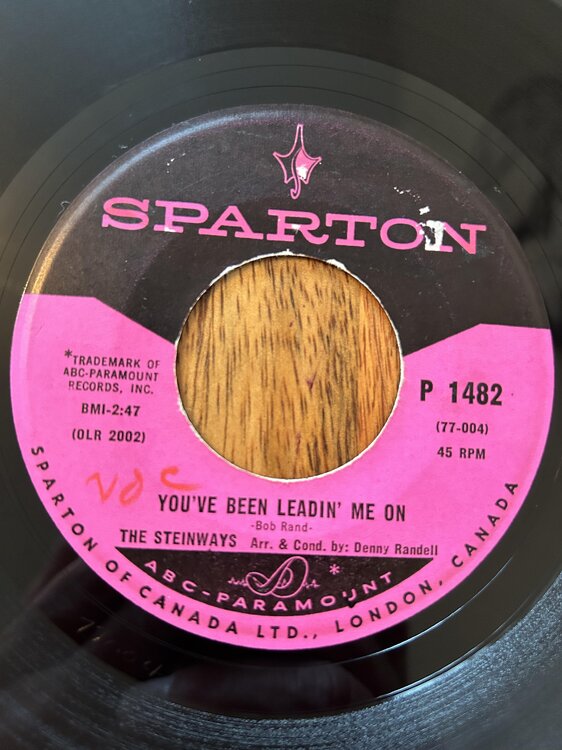 SPARTON
*TRADEMARK OF
ABC-PARAMOUNT
RECORDS, INC.
BMI-2:47
(OLR 2002)
P 1482
(77-004)
45 RPM
YOU'VE BEEN LEADIN' ME ON
-Bob Rand-
THE STEINWAYS Arr. & Cond. by: Denny Randell
ABC-PARAMOUNT *
SPARTON OF CANADA LTD., LONDON, CANADA